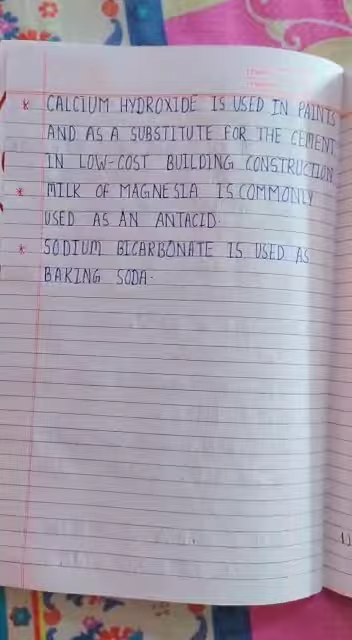 * CALCIUM HYDROXIDE IS USED IN PAINTS
AND AS A SUBSTITUTE FOR THE CEMENT
IN LOW-COST BUILDING CONSTRUCTION
* MILK OF MAGNESIA IS COMMONLY
USED AS AN ANTACID.
* SODIUM BICARBONATE IS USED AS
BAKING SODA.